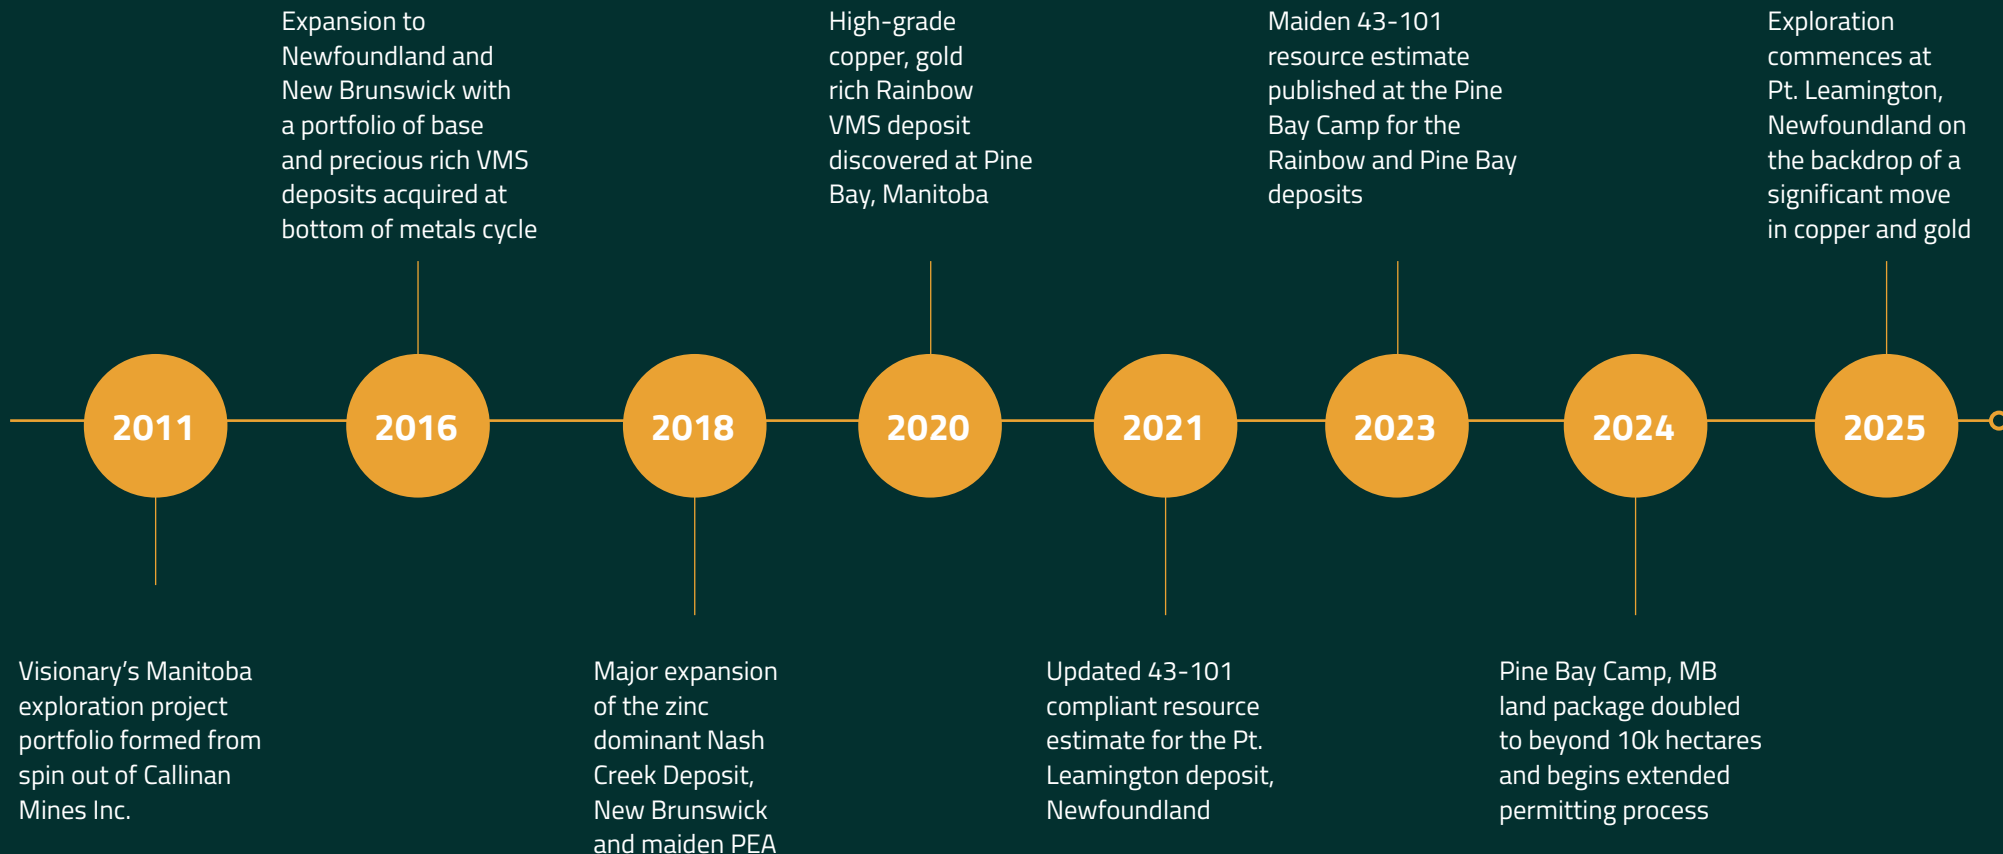 Expansion to
Newfoundland and
New Brunswick with
a portfolio of base
and precious rich VMS
deposits acquired at
bottom of metals cycle
High-grade
copper, gold
rich Rainbow
VMS deposit
discovered at Pine
Bay, Manitoba
Maiden 43-101
resource estimate
published at the Pine
Bay Camp for the
Rainbow and Pine Bay
deposits
Exploration
commences at
Pt. Leamington,
Newfoundland on
the backdrop of a
significant move
in copper and gold
2011
2016
2018
2020
2021
2023
2024
2025
Visionary’s Manitoba
exploration project
portfolio formed from
spin out of Callinan
Mines Inc.
Major expansion
of the zinc
dominant Nash
Creek Deposit,
New Brunswick
and maiden PEA
Updated 43-101
compliant resource
estimate for the Pt.
Leamington deposit,
Newfoundland
Pine Bay Camp, MB
land package doubled
to beyond 10k hectares
and begins extended
permitting process